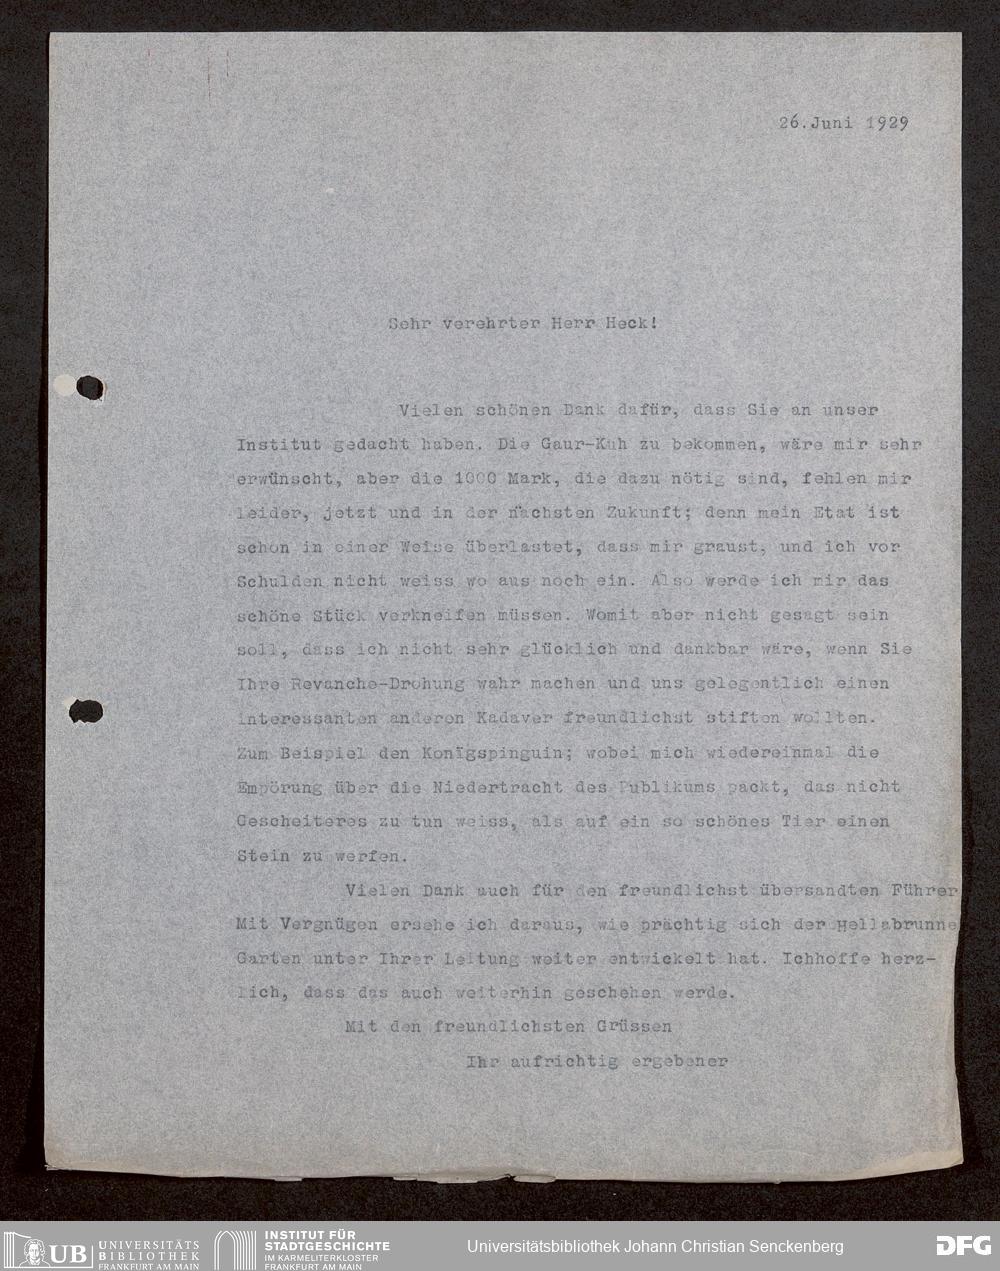 26.Juni 1929
Sehr verehrter Herr Heck!
Vielen schönen Dank dafür, dass Sie an unser
Institut gedacht haben. Die Gaur-Kuh zu bekommen, wäre mir sehr
erwünscht, aber die 1000 Mark, die dazu nötig sind, fehlen mir
leider, jetzt und in der nächsten Zukunft; denn mein Etat ist
schon in einer Weise überlastet, dass mir graust, und ich vor
Schulden nicht weiss wo aus noch ein. Also werde ich mir das
schöne Stück verkneifen müssen. Womit aber nicht gesagt sein
soll, dass ich nicht sehr glücklich und dankbar wäre, wenn Sie
Ihre Revanche-Drohung wahr machen und uns gelegentlich einen
interessanten anderen Kadaver freundlichst stiften wollten.
Zum Beispiel den Königspinguin; wobei mich wiedereinmal die
Empörung über die Niedertracht des Publikums packt, das nicht
Gescheiteres zu tun weiss, als auf ein so schönes Tier einen
Stein zu werfen.
Vielen Dank auch für den freundlichst übersandten Führer
Mit Vergnügen ersehe ich daraus, wie prächtig sich der Hellabrunne
Garten unter Ihrer Leitung weiter entwickelt hat. Ichhoffe herz-
lich, dass das auch weiterhin geschehen werde.
Mit den freundlichsten Grüssen
Ihr aufrichtig ergebener
UB UNIVERSITÄTS
BIBLIOTHEK
FRANKFURT AM MAIN
INSTITUT FÜR
STADTGESCHICHTE
IM KARMELITERKLOSTER
FRANKFURT AM MAIN
Universitätsbibliothek Johann Christian Senckenberg
DFG